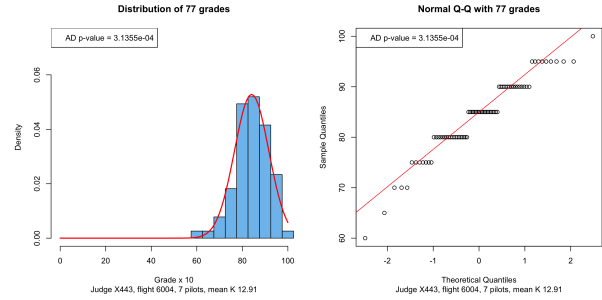 Distribution of 77 grades
AD p-value = 3.1355e-04
Density
0.06
0.04
0.02
0.00
0 20 40 60 80 100
Grade x 10
Judge X443, flight 6004, 7 pilots, mean K 12.91
Normal Q-Q with 77 grades
AD p-value = 3.1355e-04
Sample Quantiles
100
90
80
70
60
-2 -1 0 1 2
Theoretical Quantiles
Judge X443, flight 6004, 7 pilots, mean K 12.91